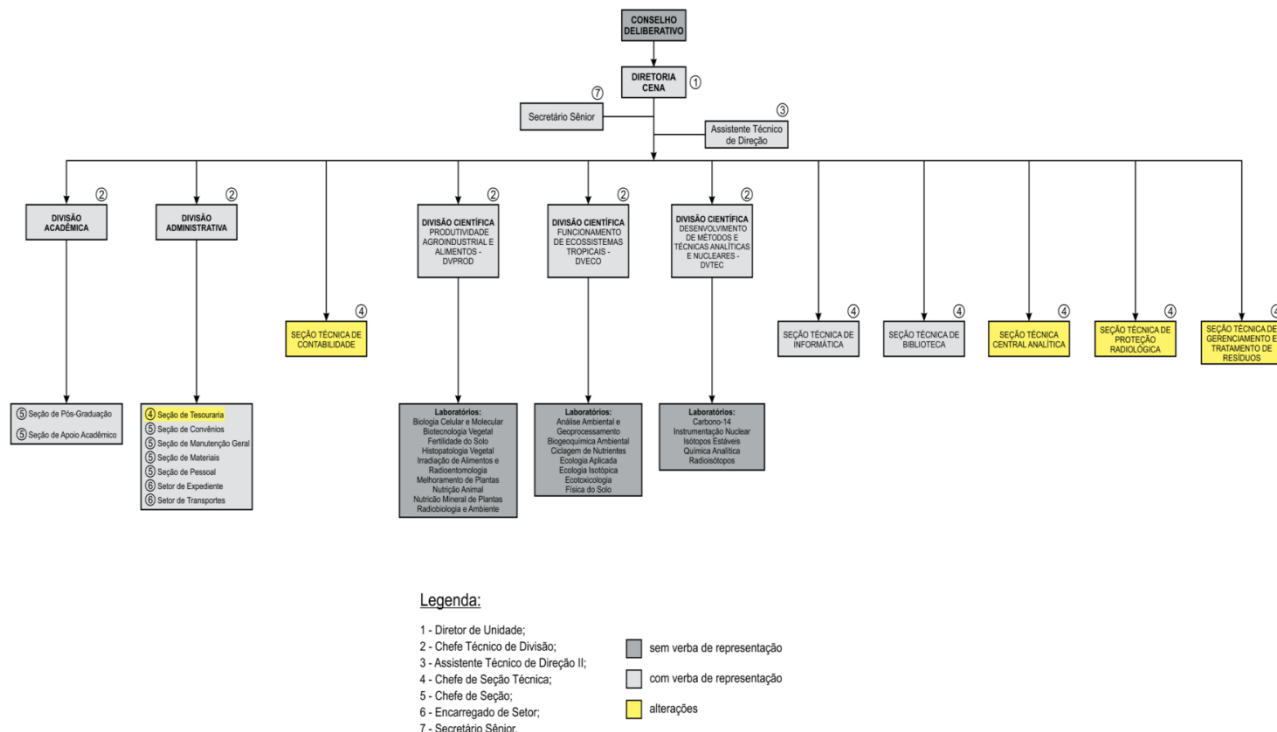 CONSELHO
DELIBERATIVO
DIRETORIA
CENA
1
7
Secretário Sênior
3
Assistente Técnico
de Direção
2
DIVISÃO
ACADÊMICA
2
DIVISÃO
ADMINISTRATIVA
2
DIVISÃO CIENTÍFICA
PRODUTIVIDADE
AGROINDUSTRIAL E
ALIMENTOS -
DVPROD
2
DIVISÃO CIENTÍFICA
FUNCIONAMENTO
DE ECOSSISTEMAS
TROPICAIS -
DVECO
2
DIVISÃO CIENTÍFICA
DESENVOLVIMENTO
DE MÉTODOS E
TÉCNICAS ANALÍTICAS
E NUCLEARES -
DVTEC
4
SEÇÃO TÉCNICA DE
CONTABILIDADE
4
SEÇÃO TÉCNICA DE
INFORMÁTICA
4
SEÇÃO TÉCNICA DE
BIBLIOTECA
4
SEÇÃO TÉCNICA
CENTRAL ANALÍTICA
4
SEÇÃO TÉCNICA DE
PROTEÇÃO
RADIOLÓGICA
4
SEÇÃO TÉCNICA DE
GERENCIAMENTO E
TRATAMENTO DE
RESÍDUOS
5 Seção de Pós-Graduação
5 Seção de Apoio Acadêmico
4 Seção de Tesouraria
5 Seção de Convênios
5 Seção de Manutenção Geral
5 Seção de Materiais
5 Seção de Pessoal
6 Setor de Expediente
6 Setor de Transportes
Laboratórios:
Biologia Celular e Molecular
Biotecnologia Vegetal
Fertilidade do Solo
Histopatologia Vegetal
Irradiação de Alimentos e
Radioentomologia
Melhoramento de Plantas
Nutrição Animal
Nutrição Mineral de Plantas
Radiobiologia e Ambiente
Laboratórios:
Análise Ambiental e
Geoprocessamento
Biogeoquímica Ambiental
Ciclagem de Nutrientes
Ecologia Aplicada
Ecologia Isotópica
Ecotoxicologia
Física do Solo
Laboratórios:
Carbono-14
Instrumentação Nuclear
Isótopos Estáveis
Química Analítica
Radioisótopos
Legenda:
1 - Diretor de Unidade;
2 - Chefe Técnico de Divisão;
3 - Assistente Técnico de Direção II;
4 - Chefe de Seção Técnica;
5 - Chefe de Seção;
6 - Encarregado de Setor;
7 - Secretário Sênior.
sem verba de representação
com verba de representação
alterações